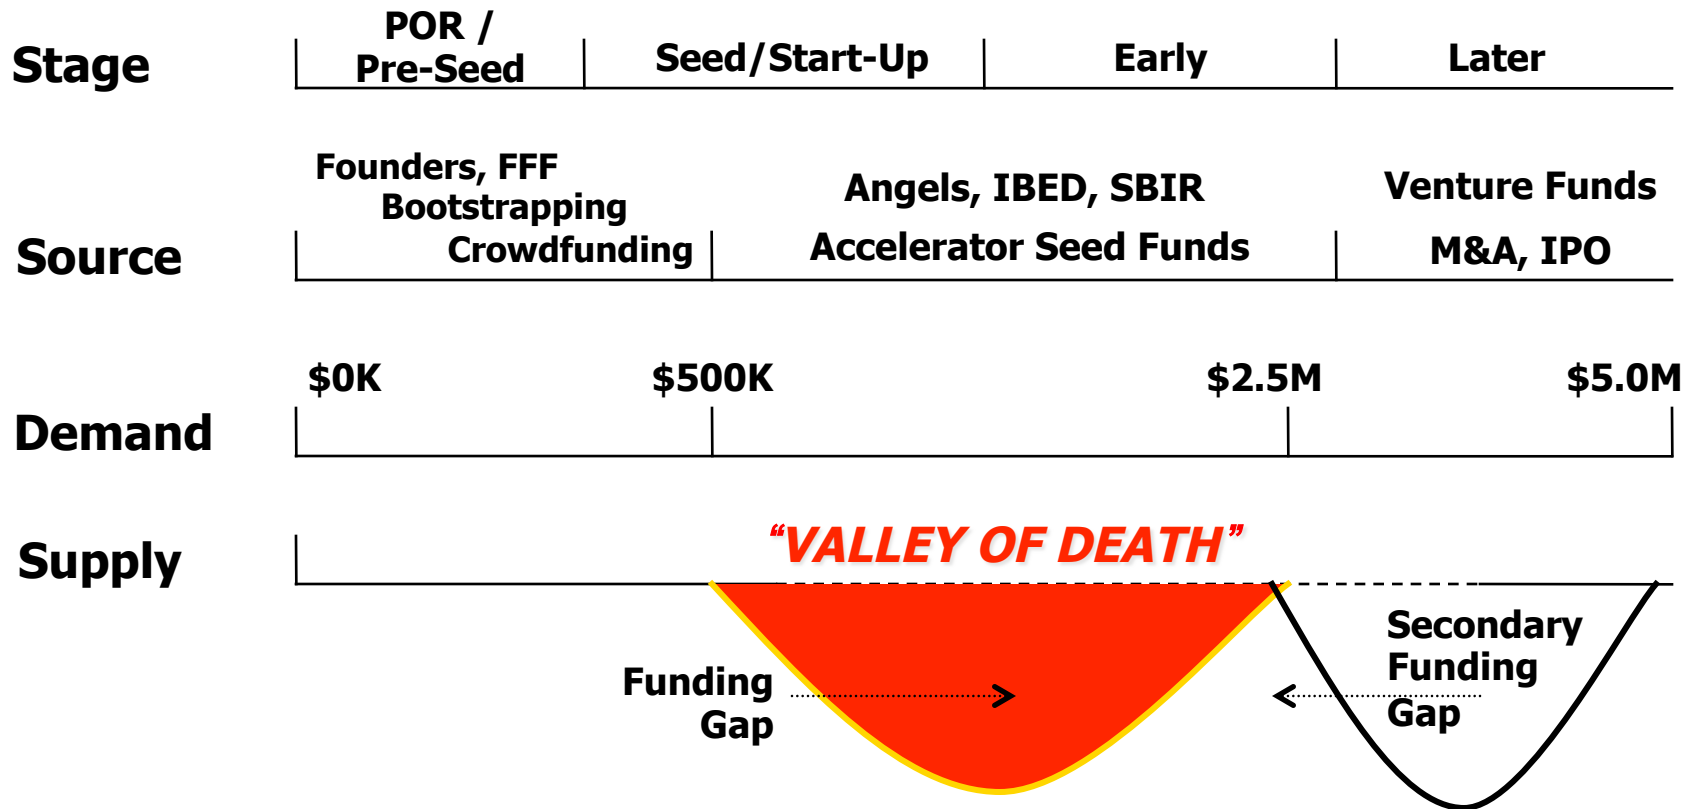 Stage
POR /
Pre-Seed
Seed/Start-Up
Early
Later
Source
Founders, FFF
Bootstrapping
Crowdfunding
Angels, IBED, SBIR
Accelerator Seed Funds
Venture Funds
M&A, IPO
Demand
$0K
$500K
$2.5M
$5.0M
Supply
“VALLEY OF DEATH”
Funding
Gap
Secondary
Funding
Gap